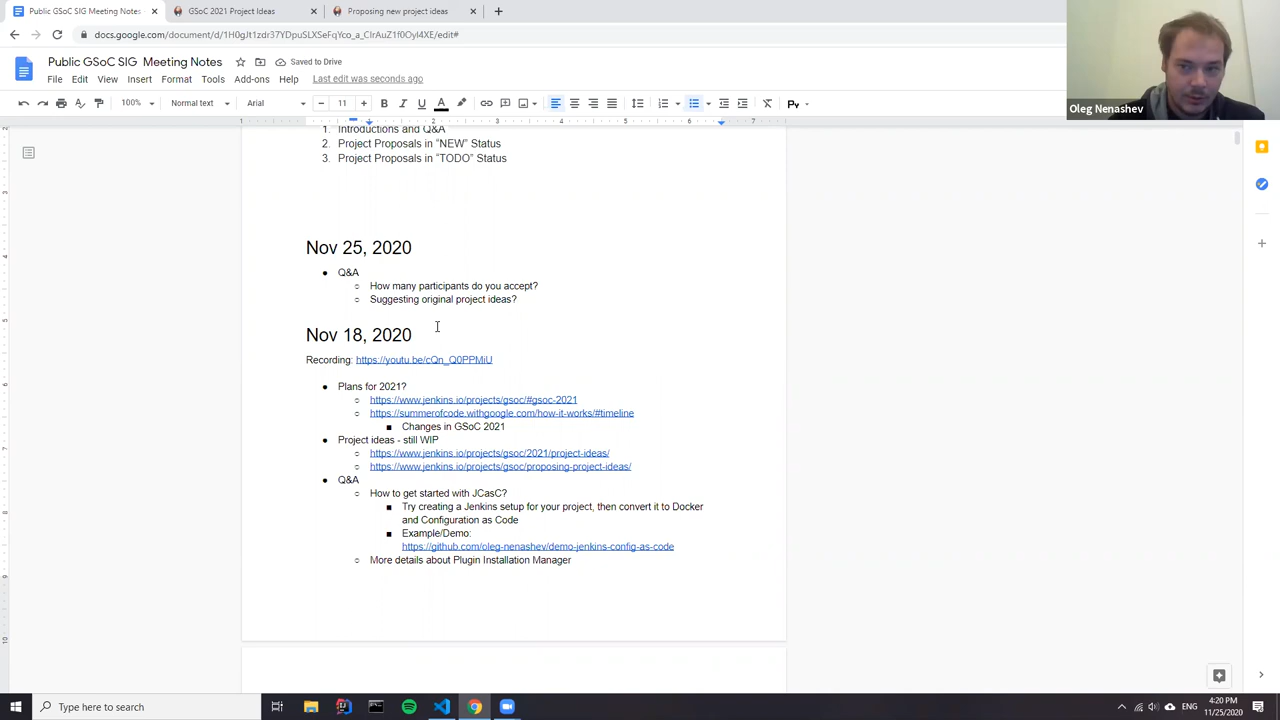 Public GSoC SIG Meeting Notes
GSoC 2021 Project Ideas
Proposing new project ideas
docs.google.com/document/d/1H0gJt1zdr37YDpuSLXSeFqYco_a_CIrAuZ1f0OyI4XE/edit#
Oleg Nenashev
Public GSoC SIG Meeting Notes
Saved to Drive
File Edit View Insert Format Tools Add-ons Help Last edit was seconds ago
100% Normal text Arial 11
1. Introductions and Q&A
2. Project Proposals in "NEW" Status
3. Project Proposals in "TODO" Status
Nov 25, 2020
Q&A
How many participants do you accept?
Suggesting original project ideas?
Nov 18, 2020
Recording: https://youtu.be/cQn_Q0PPMiU
Plans for 2021?
https://www.jenkins.io/projects/gsoc/#gsoc-2021
https://summerofcode.withgoogle.com/how-it-works/#timeline
Changes in GSoC 2021
Project ideas - still WIP
https://www.jenkins.io/projects/gsoc/2021/project-ideas/
https://www.jenkins.io/projects/gsoc/proposing-project-ideas/
Q&A
How to get started with JCasC?
Try creating a Jenkins setup for your project, then convert it to Docker
and Configuration as Code
Example/Demo:
https://github.com/oleg-nenashev/demo-jenkins-config-as-code
More details about Plugin Installation Manager
Type here to search
ENG
4:20 PM
11/25/2020